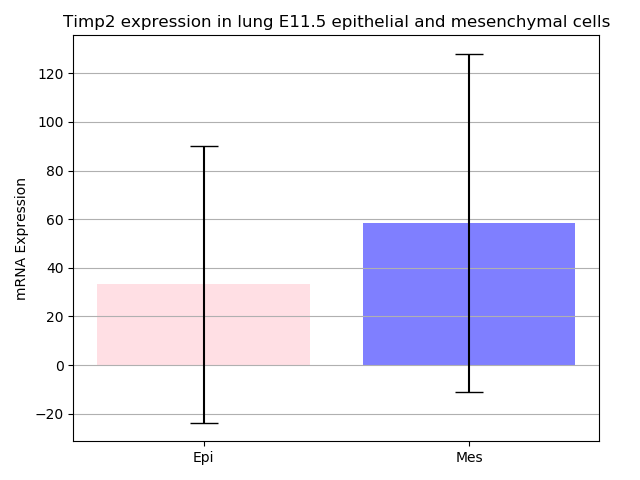 Timp2 expression in lung E11.5 epithelial and mesenchymal cells
120
100
80
60
40
20
0
−20
mRNA Expression
Epi
Mes